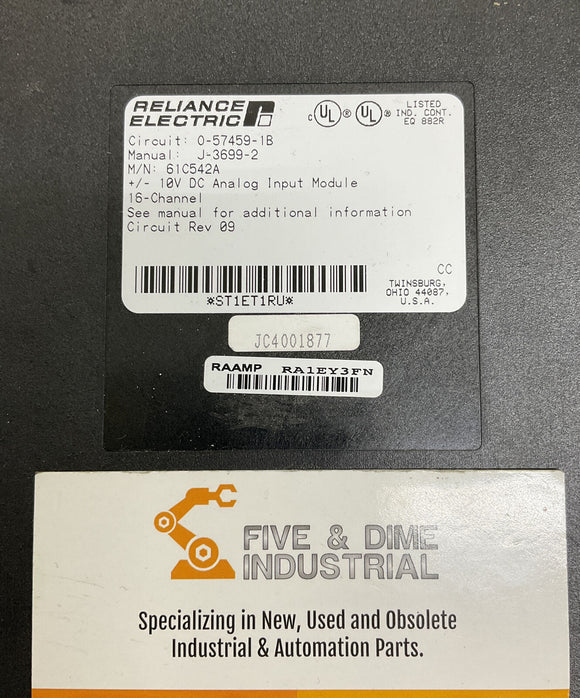 RELIANCE
ELECTRIC
c UL ® UL ®
LISTED
IND. CONT.
EQ 882R
Circuit: O-57459-1B
Manual: J-3699-2
M/N: 61C542A
+/- 10V DC Analog Input Module
16-Channel
See manual for additional information
Circuit Rev 09
*ST1ET1RU*
CC
TWINSBURG,
OHIO 44087,
U.S.A.
JC4001877
RAAMP RA1EY3FN
FIVE & DIME
INDUSTRIAL
Specializing in New, Used and Obsolete
Industrial & Automation Parts.